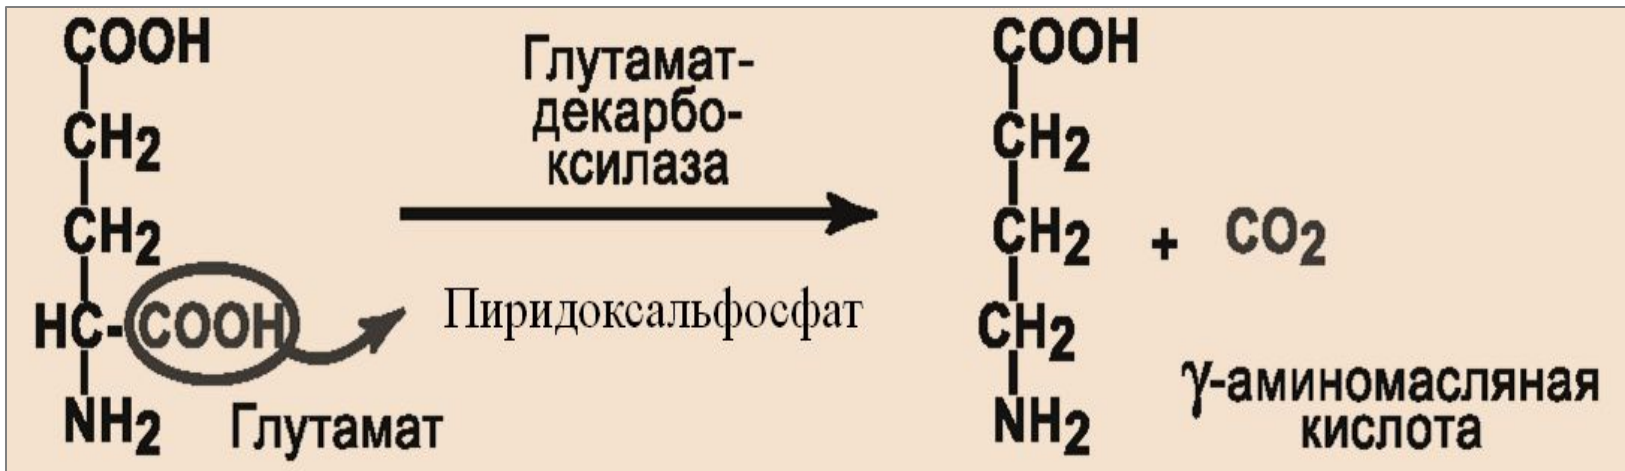 COOH
CH2
CH2
HC-COOH
NH2
Глутамат
Глутамат-
декарбо-
ксилаза
Пиридоксальфосфат
COOH
CH2
CH2
CH2
NH2
+ CO2
γ-аминомасляная
кислота